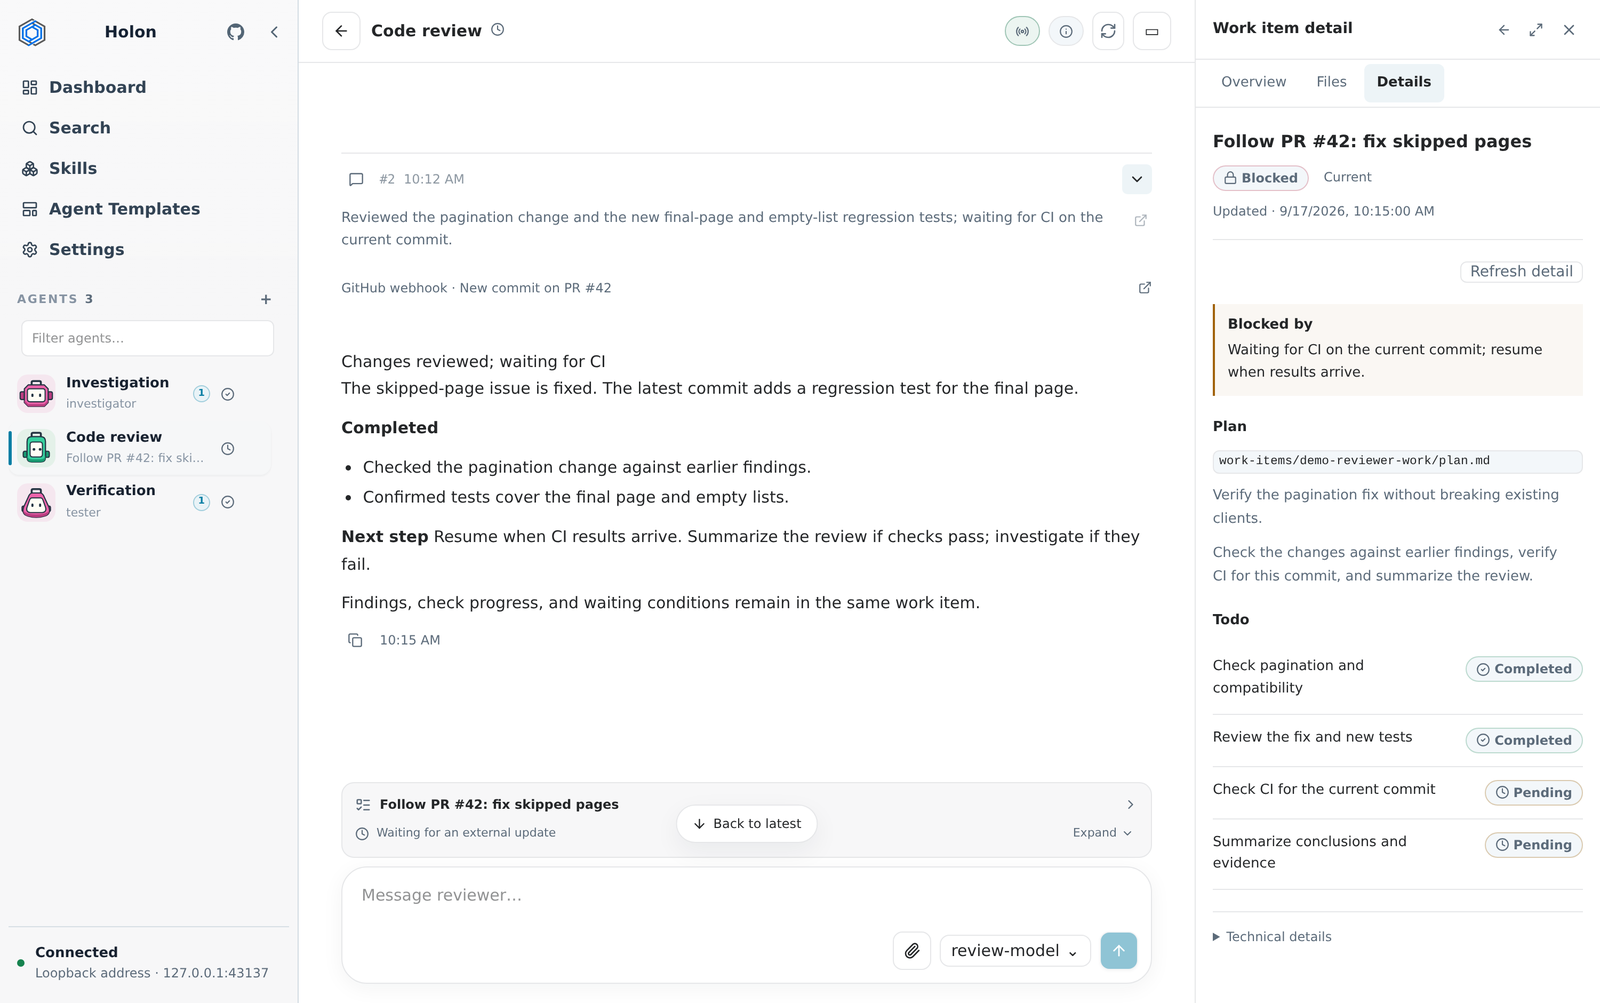 Holon
Dashboard
Search
Skills
Agent Templates
Settings
AGENTS 3
Filter agents...
Investigation
investigator
1
Code review
Follow PR #42: fix ski...
Verification
tester
1
Connected
Loopback address · 127.0.0.1:43137
Code review
#2 10:12 AM
Reviewed the pagination change and the new final-page and empty-list regression tests; waiting for CI on the
current commit.
GitHub webhook · New commit on PR #42
Changes reviewed; waiting for CI
The skipped-page issue is fixed. The latest commit adds a regression test for the final page.
Completed
• Checked the pagination change against earlier findings.
• Confirmed tests cover the final page and empty lists.
Next step Resume when CI results arrive. Summarize the review if checks pass; investigate if they
fail.
Findings, check progress, and waiting conditions remain in the same work item.
10:15 AM
Follow PR #42: fix skipped pages
Waiting for an external update
Back to latest
Expand
Message reviewer...
review-model
Work item detail
Overview Files Details
Follow PR #42: fix skipped pages
Blocked Current
Updated · 9/17/2026, 10:15:00 AM
Refresh detail
Blocked by
Waiting for CI on the current commit; resume
when results arrive.
Plan
work-items/demo-reviewer-work/plan.md
Verify the pagination fix without breaking existing
clients.
Check the changes against earlier findings, verify
CI for this commit, and summarize the review.
Todo
Check pagination and
compatibility
Completed
Review the fix and new tests
Completed
Check CI for the current commit
Pending
Summarize conclusions and
evidence
Pending
Technical details